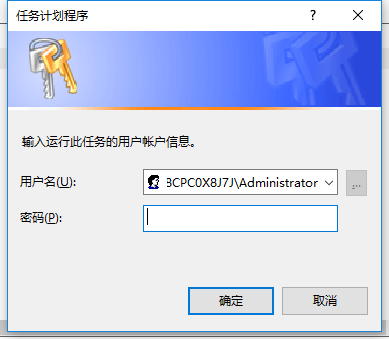 任务计划程序
输入运行此任务的用户帐户信息。
用户名(U):
3CPC0X8J7J\Administrator
...
密码(P):
确定
取消